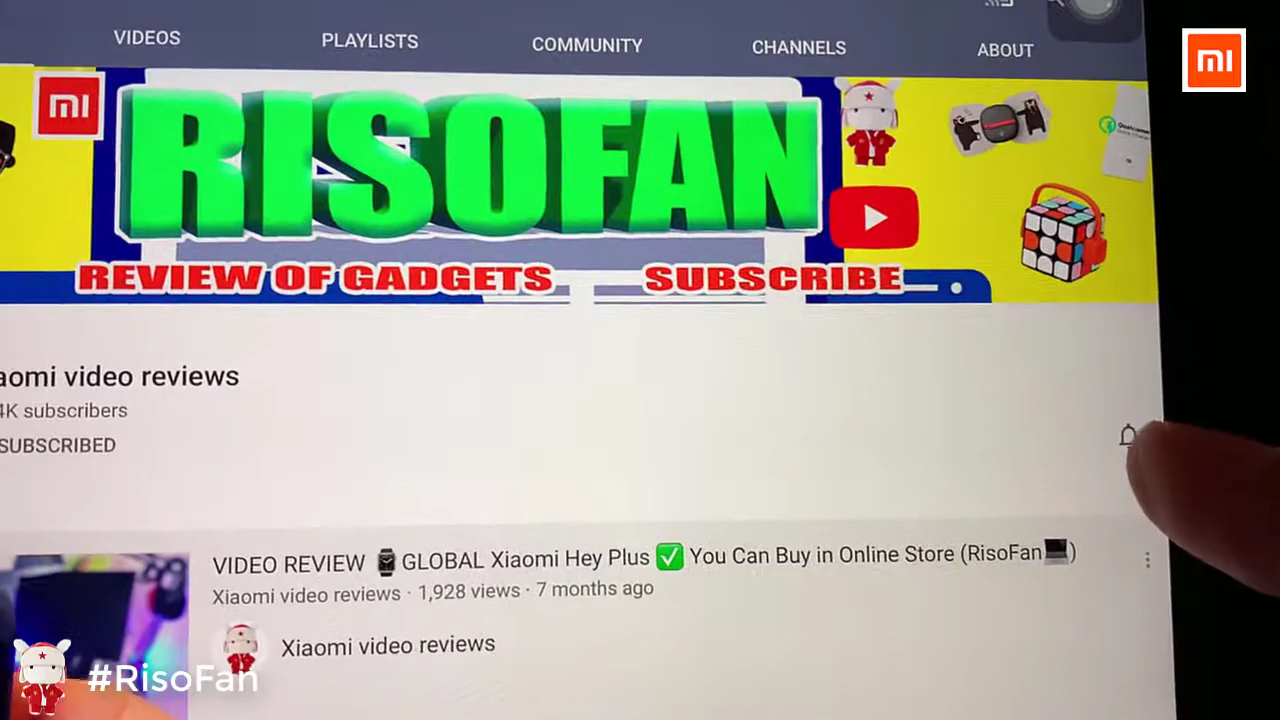 VIDEOS PLAYLISTS COMMUNITY CHANNELS ABOUT
mi
mi
RISOFAN
Qualcomm
REVIEW OF GADGETS SUBSCRIBE
aomi video reviews
4K subscribers
SUBSCRIBED
VIDEO REVIEW ⌚GLOBAL Xiaomi Hey Plus ✅ You Can Buy in Online Store (RisoFan💻)
Xiaomi video reviews · 1,928 views · 7 months ago
Xiaomi video reviews
#RisoFan